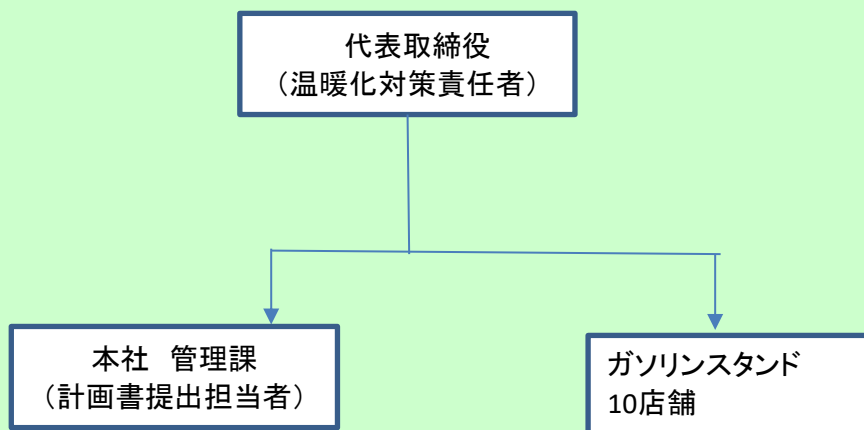 代表取締役
（温暖化対策責任者）
本社　管理課
（計画書提出担当者）
ガソリンスタンド
10店舗